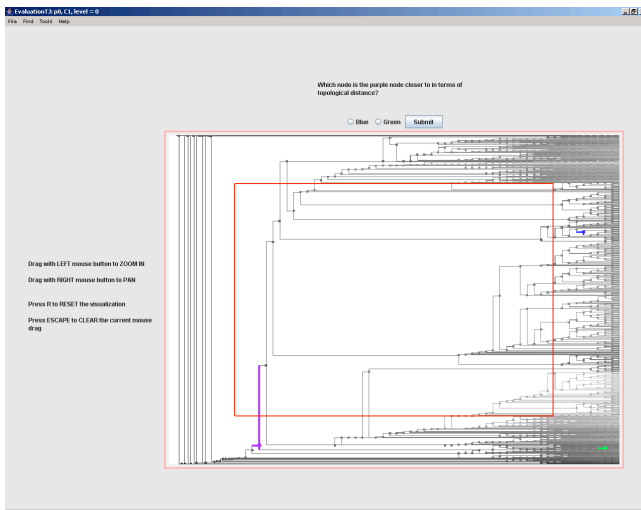 EvaluationT3: p0, C1, level = 0
File Find Tools Help
Which node is the purple node closer to in terms of
topological distance?
Blue Green Submit
Drag with LEFT mouse button to ZOOM IN
Drag with RIGHT mouse button to PAN
Press R to RESET the visualization
Press ESCAPE to CLEAR the current mouse
drag